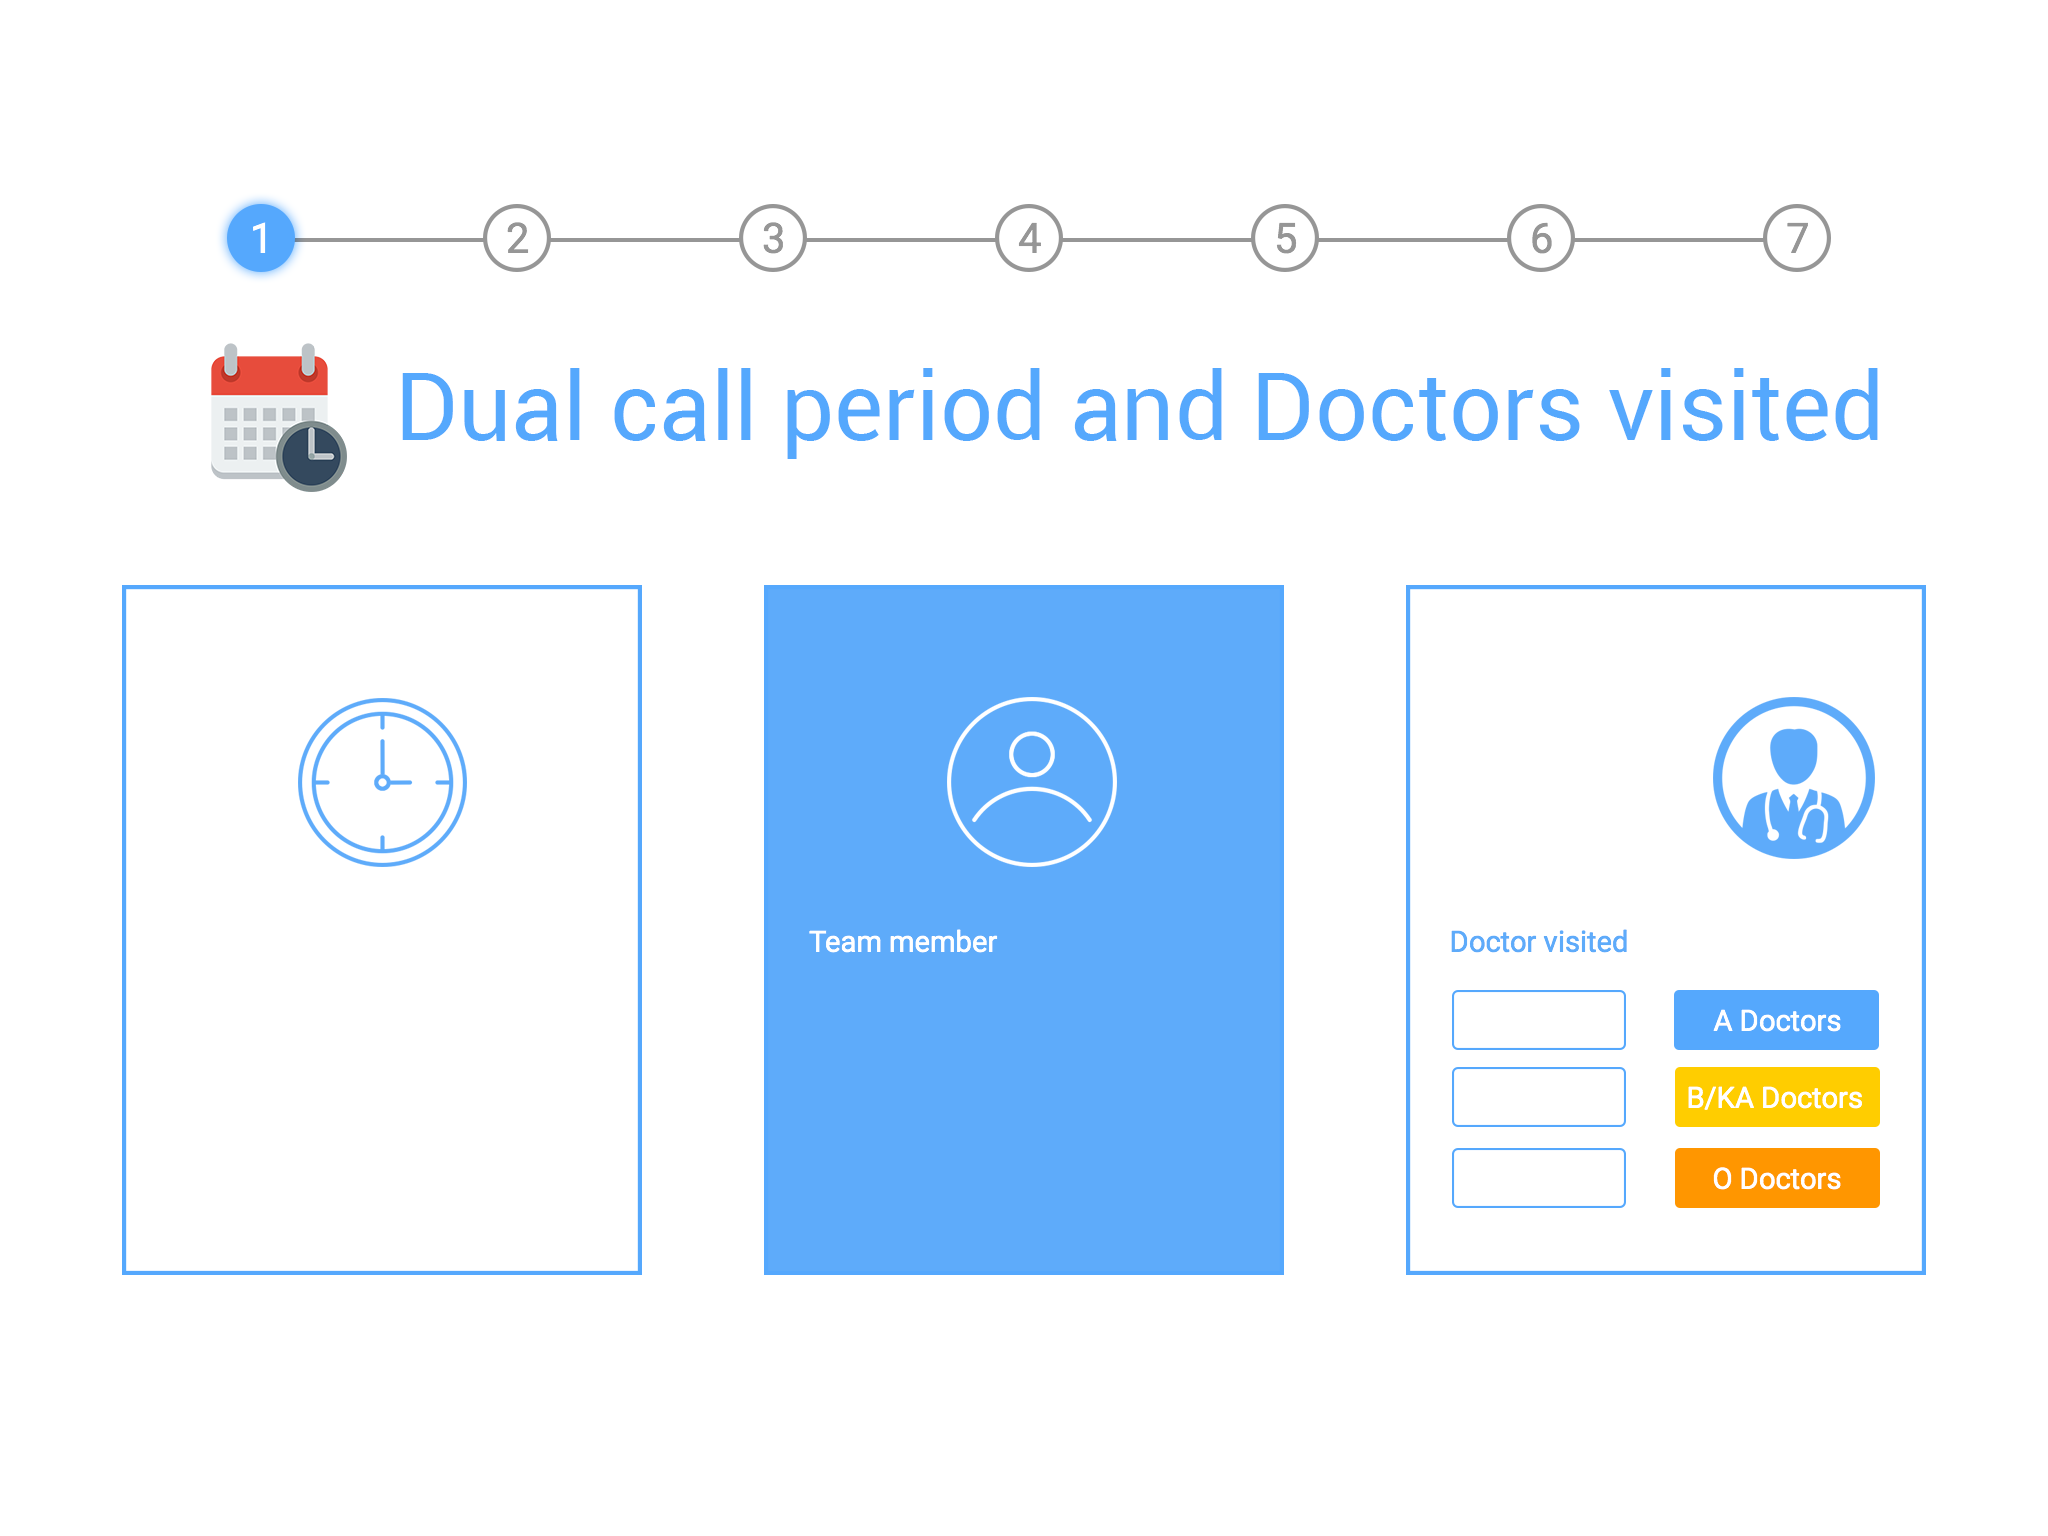 1 2 3 4 5 6 7
Dual call period and Doctors visited
Team member
Doctor visited
A Doctors
B/KA Doctors
O Doctors